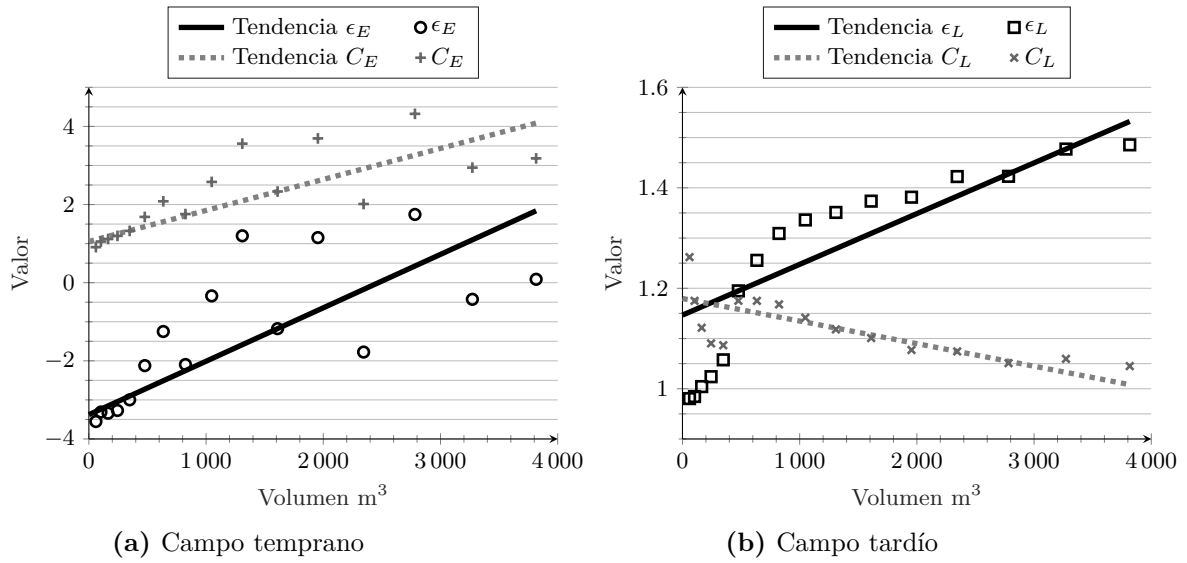 Tendencia ϵ_E ϵ_E
Tendencia C_E C_E
4
2
0
−2
−4
Valor
0 1 000 2 000 3 000 4 000
Volumen m³
(a) Campo temprano
Tendencia ϵ_L ϵ_L
Tendencia C_L C_L
1.6
1.4
1.2
1
Valor
0 1 000 2 000 3 000 4 000
Volumen m³
(b) Campo tardío